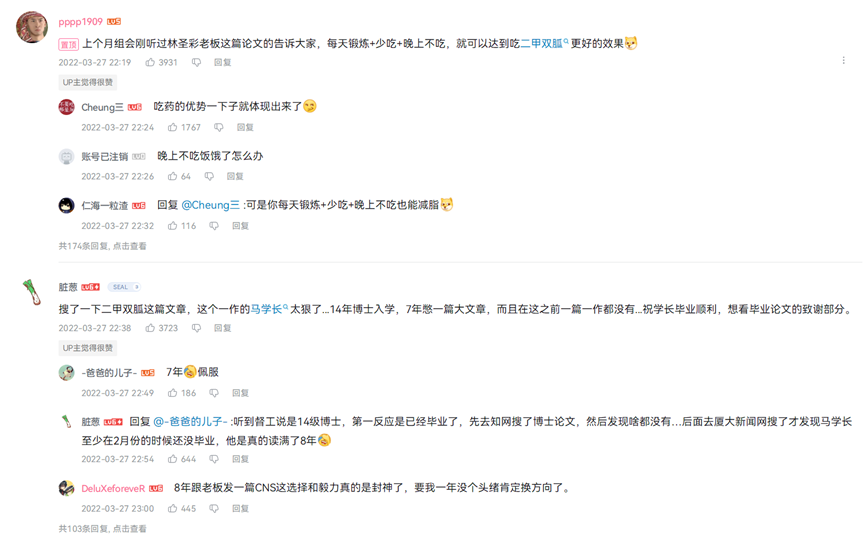 pppp1909 LV5
置顶 上个月组会刚听过林圣彩老板这篇论文的告诉大家，每天锻炼+少吃+晚上不吃，就可以达到吃二甲双胍更好的效果
2022-03-27 22:19 3931 回复
UP主觉得很赞
Cheung三 LV6 吃药的优势一下子就体现出来了
2022-03-27 22:24 1767 回复
账号已注销 晚上不吃饭饿了怎么办
2022-03-27 22:26 64 回复
仁海一粒渣 LV6 回复 @Cheung三 :可是你每天锻炼+少吃+晚上不吃也能减脂
2022-03-27 22:32 116 回复
共174条回复, 点击查看
脏葱 LV6 SEAL
搜了一下二甲双胍这篇文章，这个一作的马学长太狠了...14年博士入学，7年憋一篇大文章，而且在这之前一篇一作都没有...祝学长毕业顺利，想看毕业论文的致谢部分。
2022-03-27 22:38 3723 回复
UP主觉得很赞
-爸爸的儿子- LV5 7年佩服
2022-03-27 22:49 186 回复
脏葱 LV6 回复 @-爸爸的儿子- :听到督工说是14级博士，第一反应是已经毕业了，先去知网搜了博士论文，然后发现啥都没有...后面去厦大新闻网搜了才发现马学长
至少在2月份的时候还没毕业，他是真的读满了8年
2022-03-27 22:54 644 回复
DeluXeforeveR LV6 8年跟老板发一篇CNS这选择和毅力真的是封神了，要我一年没个头绪肯定换方向了。
2022-03-27 23:00 445 回复
共103条回复, 点击查看